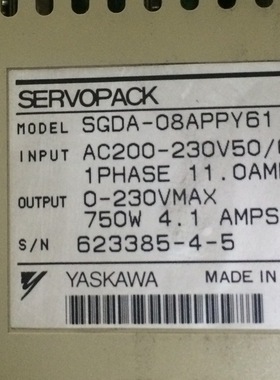 SERVOPACK
MODEL SGDA-08APPY61
INPUT AC200-230V50/
1PHASE 11.0AM
OUTPUT 0-230VMAX
750W 4.1 AMPS
S/N 623385-4-5
YASKAWA MADE IN